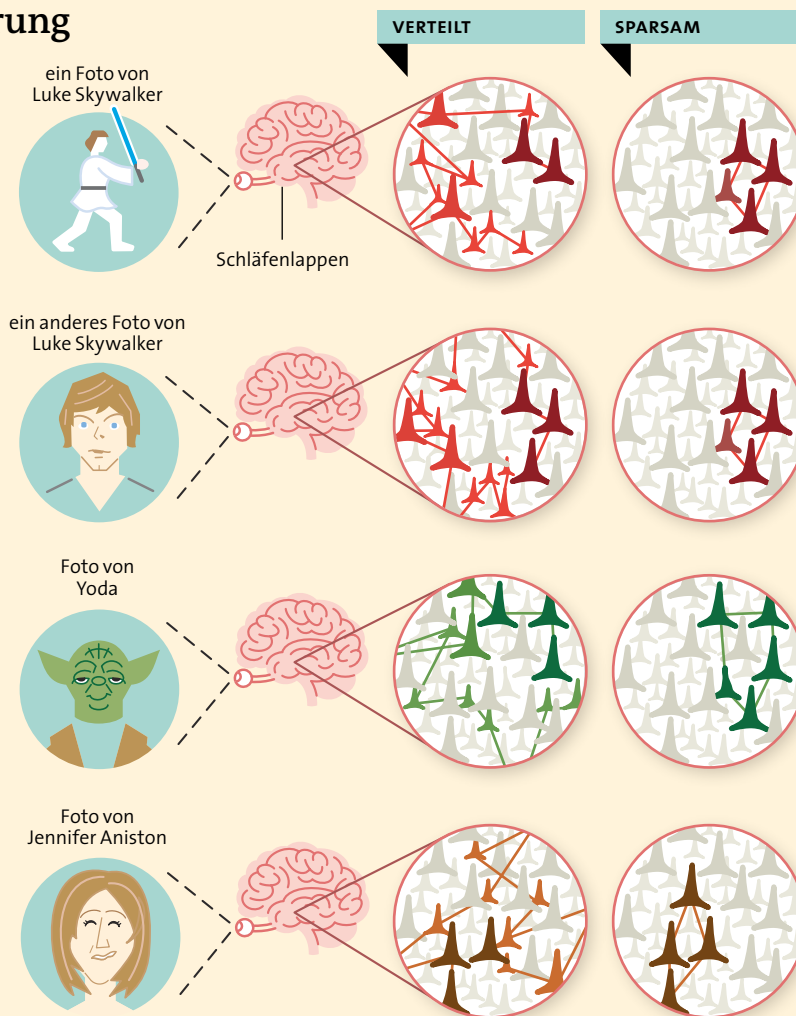 VERTEILT
SPARSAM
ein Foto von
Luke Skywalker
Schläfenlappen
ein anderes Foto von
Luke Skywalker
Foto von
Yoda
Foto von
Jennifer Aniston